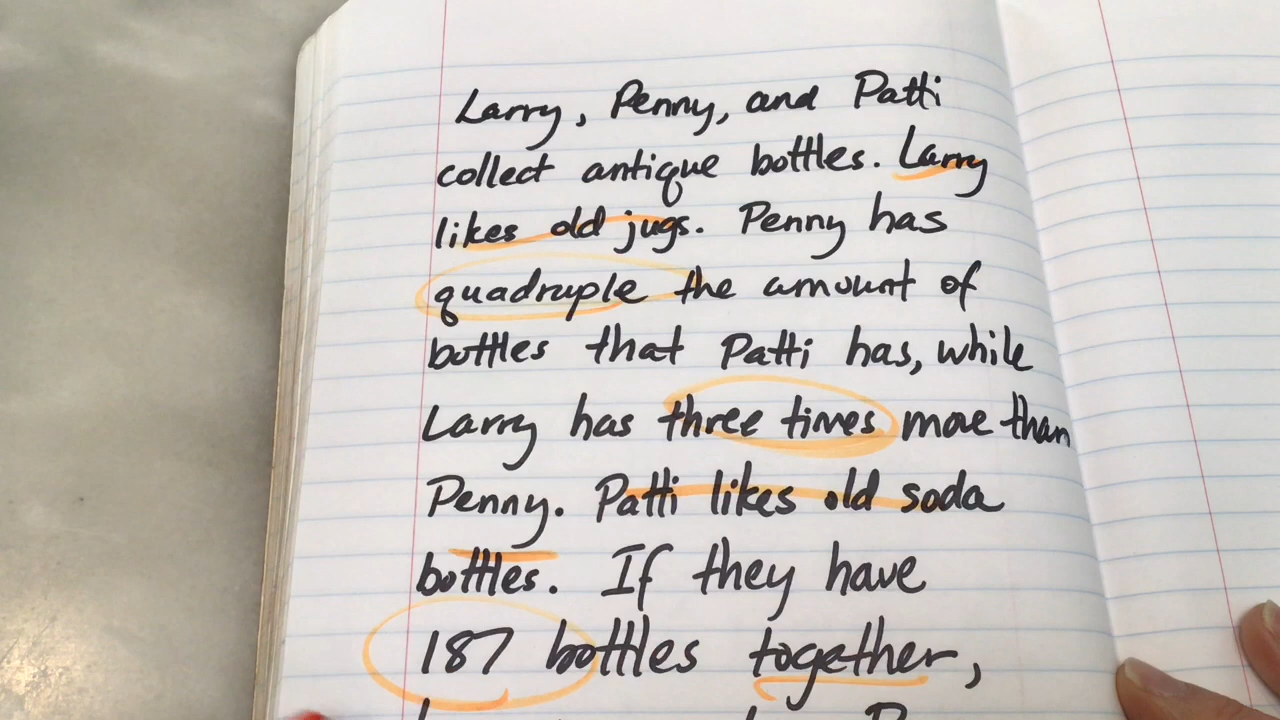 Larry, Penny, and Patti
collect antique bottles. Larry
likes old jugs. Penny has
quadruple the amount of
bottles that Patti has, while
Larry has three times more than
Penny. Patti likes old soda
bottles. If they have
187 bottles together,